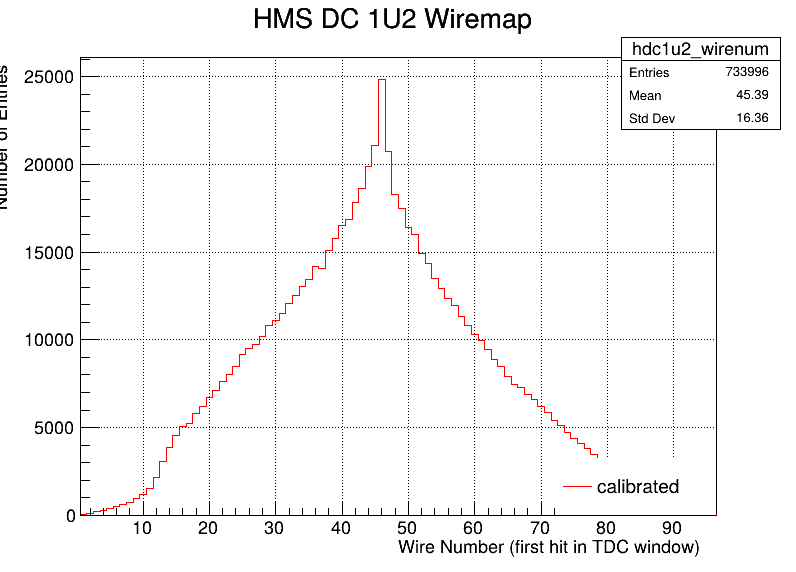 HMS DC 1U2 Wiremap
hdc1u2_wirenum
Entries 733996
Mean 45.39
Std Dev 16.36
Number of Entries
25000
20000
15000
10000
5000
0
10 20 30 40 50 60 70 80 90
calibrated
Wire Number (first hit in TDC window)